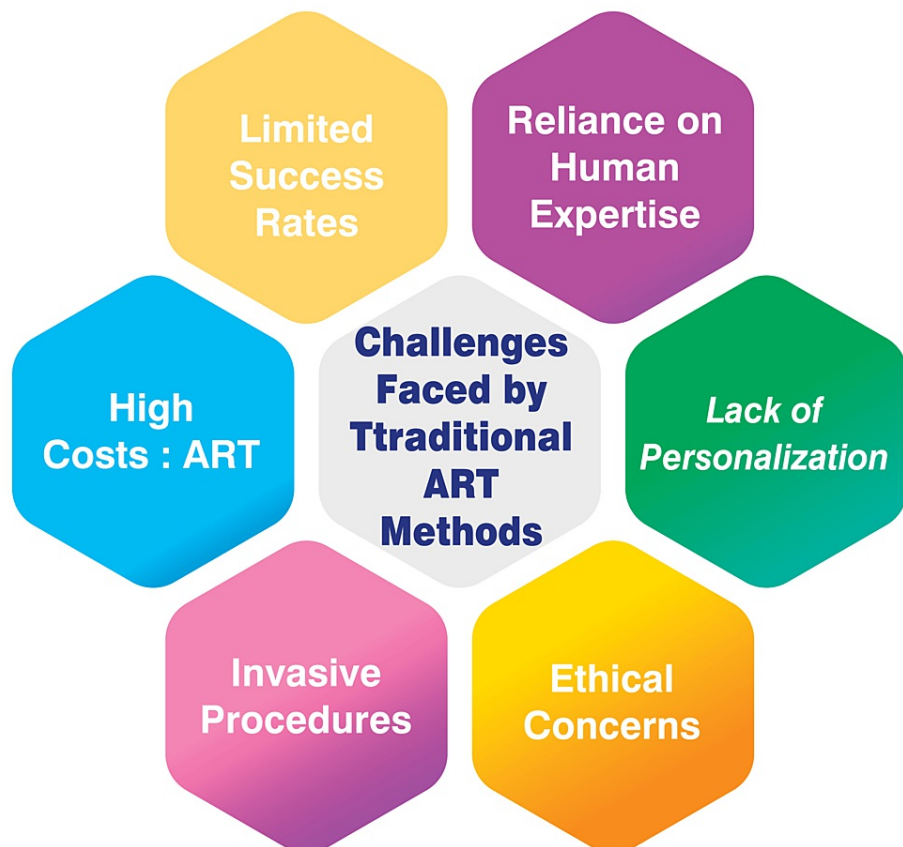 Limited
Success
Rates
Reliance on
Human
Expertise
High
Costs : ART
Challenges
Faced by
Ttraditional
ART
Methods
Lack of
Personalization
Invasive
Procedures
Ethical
Concerns